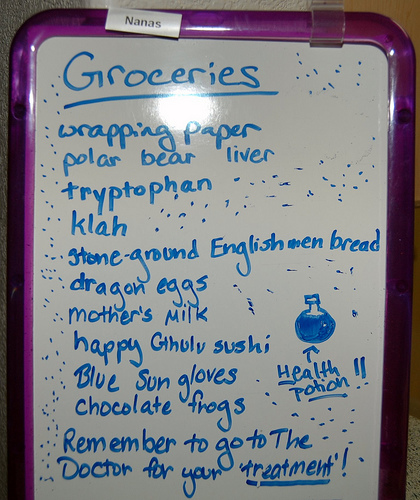 Nanas
Groceries
wrapping paper
polar bear liver
tryptophan
klah
stone-ground Englishmen bread
dragon eggs
mother's milk
happy Cthulu sushi
Blue Sun gloves
chocolate frogs
Health
Potion !!
Remember to go to The
Doctor for your 'treatment'!